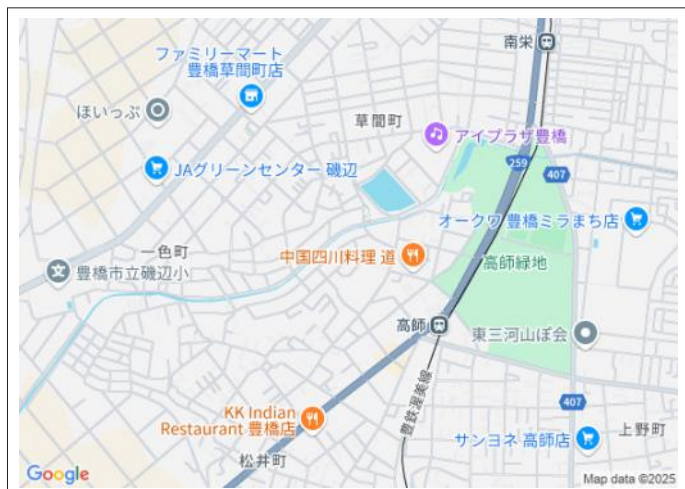 南栄
ファミリーマート
豊橋草間町店
ほいっぷ
草間町
アイプラザ豊橋
JAグリーンセンター 磯辺
259
407
オークワ 豊橋ミラまち店
一色町
中国四川料理 道
高師緑地
豊橋市立磯辺小
高師
東三河山ぽ会
豊鉄渥美線
407
KK Indian
Restaurant 豊橋店
サンヨネ 高師店
上野町
松井町
Google
Map data ©2025